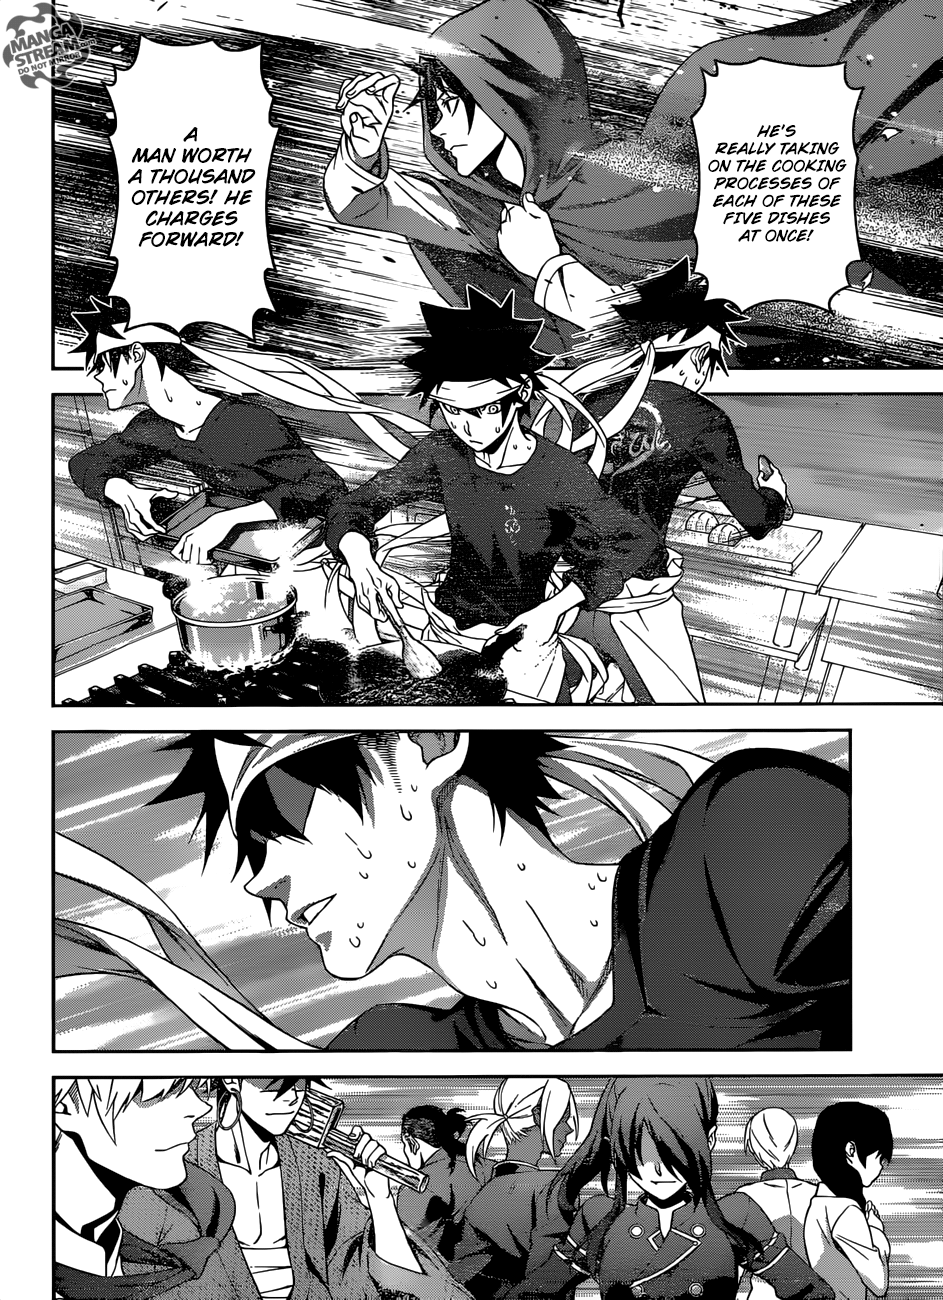 MANGA
STREAM.COM
DO NOT MIRROR
HE'S
REALLY TAKING
ON THE COOKING
PROCESSES OF
EACH OF THESE
FIVE DISHES
AT ONCE!
A
MAN WORTH
A THOUSAND
OTHERS! HE
CHARGES
FORWARD!